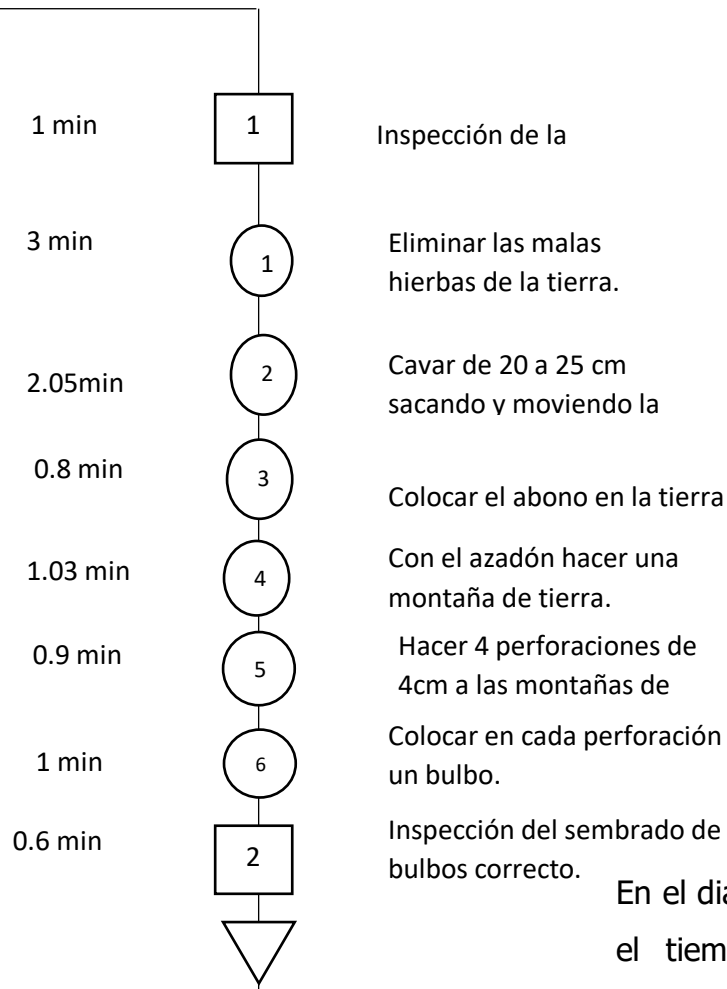 1 min 1 Inspección de la
3 min 1 Eliminar las malas
hierbas de la tierra.
2.05min 2 Cavar de 20 a 25 cm
sacando y moviendo la
0.8 min 3 Colocar el abono en la tierra
1.03 min 4 Con el azadón hacer una
montaña de tierra.
0.9 min 5 Hacer 4 perforaciones de
4cm a las montañas de
1 min 6 Colocar en cada perforación
un bulbo.
0.6 min 2 Inspección del sembrado de
bulbos correcto.
En el dia
el tiem